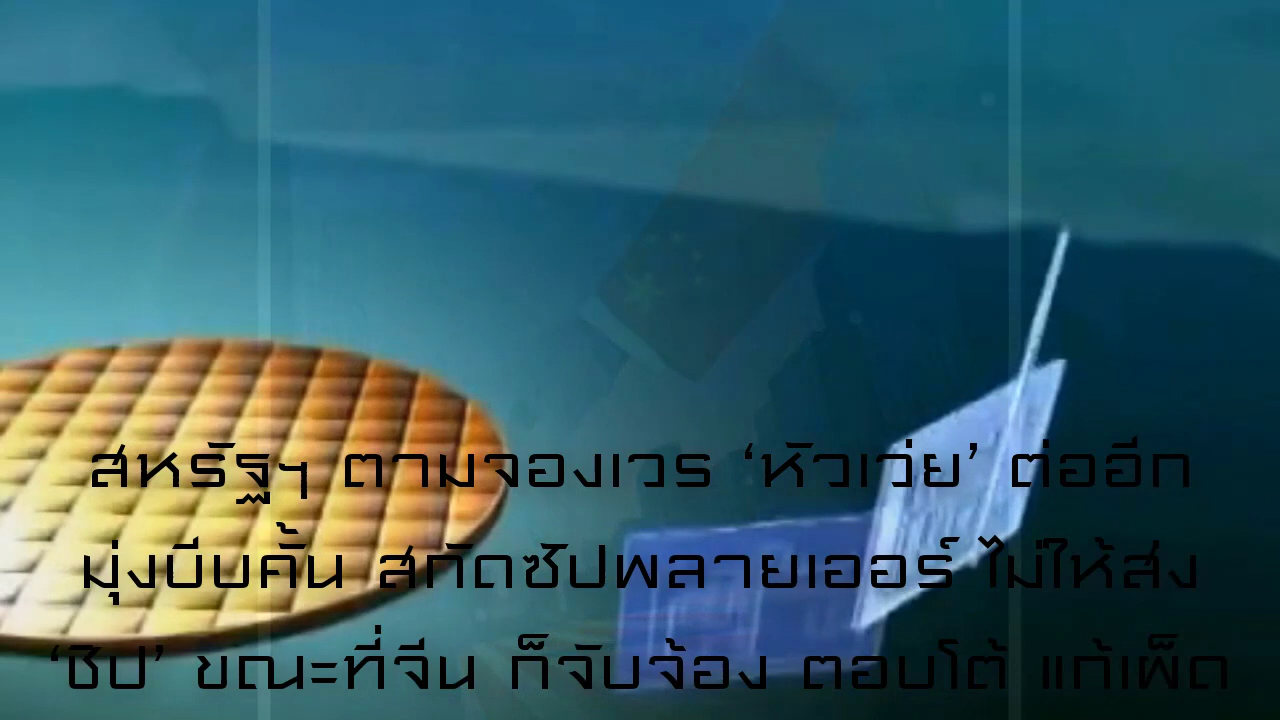 สหรัฐฯ ตามจองเวร ‘หัวเว่ย’ ต่ออีก
มุ่งบีบคั้น สกัดซัปพลายเออร์ ไม่ให้ส่ง
‘ชิป’ ขณะที่จีน ก็จับจ้อง ตอบโต้ แก้เผ็ด